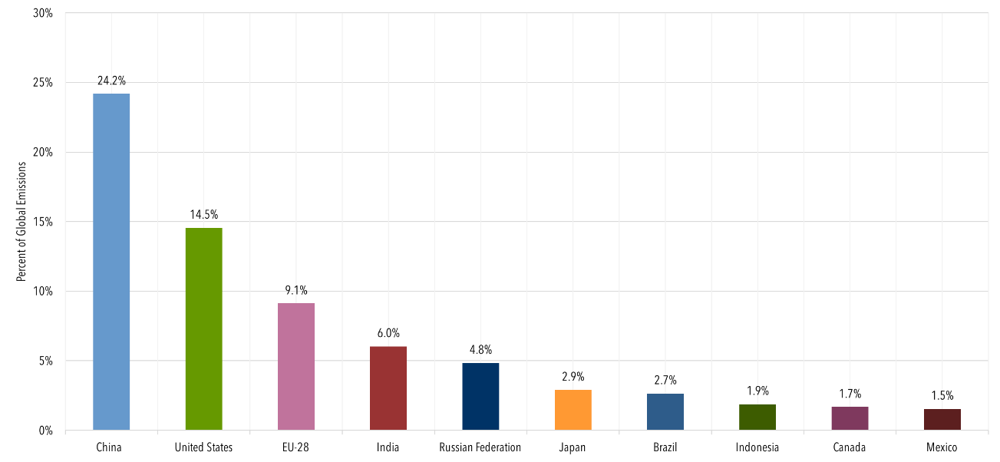 30%
25%
20%
15%
10%
5%
0%
Percent of Global Emissions
24.2%
14.5%
9.1%
6.0%
4.8%
2.9%
2.7%
1.9%
1.7%
1.5%
China
United States
EU-28
India
Russian Federation
Japan
Brazil
Indonesia
Canada
Mexico